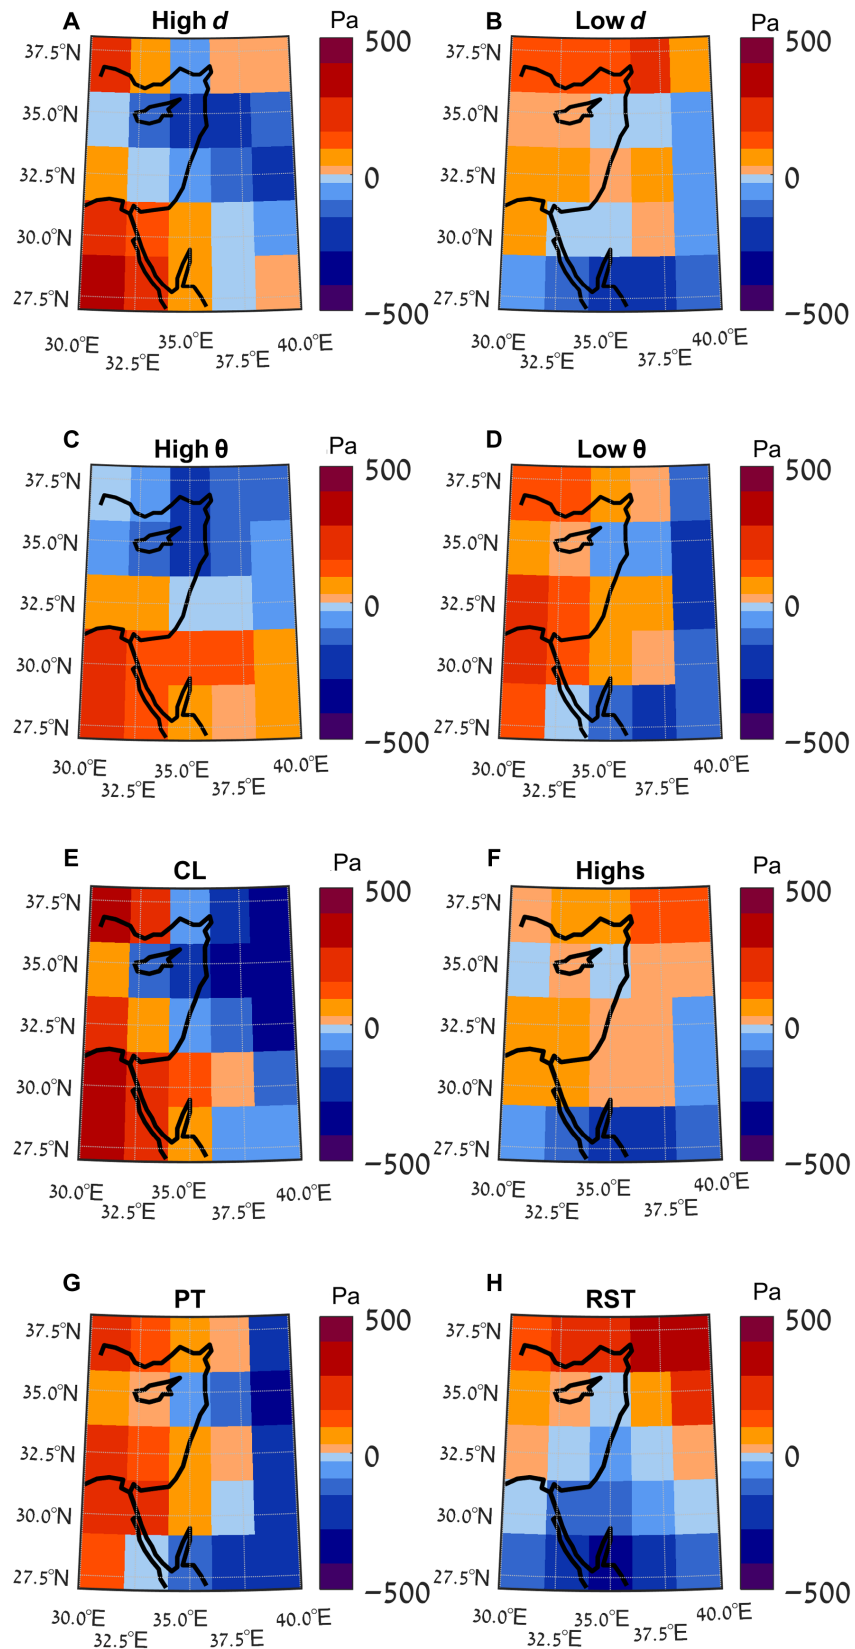 A High d Pa B Low d Pa
37.5°N 500 37.5°N 500
35.0°N 35.0°N
32.5°N 0 32.5°N 0
30.0°N 30.0°N
27.5°N −500 27.5°N −500
30.0°E 35.0°E 40.0°E 30.0°E 35.0°E 40.0°E
32.5°E 37.5°E 32.5°E 37.5°E
C High θ Pa D Low θ Pa
37.5°N 500 37.5°N 500
35.0°N 35.0°N
32.5°N 0 32.5°N 0
30.0°N 30.0°N
27.5°N −500 27.5°N −500
30.0°E 35.0°E 40.0°E 30.0°E 35.0°E 40.0°E
32.5°E 37.5°E 32.5°E 37.5°E
E CL Pa F Highs Pa
37.5°N 500 37.5°N 500
35.0°N 35.0°N
32.5°N 0 32.5°N 0
30.0°N 30.0°N
27.5°N −500 27.5°N −500
30.0°E 35.0°E 40.0°E 30.0°E 35.0°E 40.0°E
32.5°E 37.5°E 32.5°E 37.5°E
G PT Pa H RST Pa
37.5°N 500 37.5°N 500
35.0°N 35.0°N
32.5°N 0 32.5°N 0
30.0°N 30.0°N
27.5°N −500 27.5°N −500
30.0°E 35.0°E 40.0°E 30.0°E 35.0°E 40.0°E
32.5°E 37.5°E 32.5°E 37.5°E